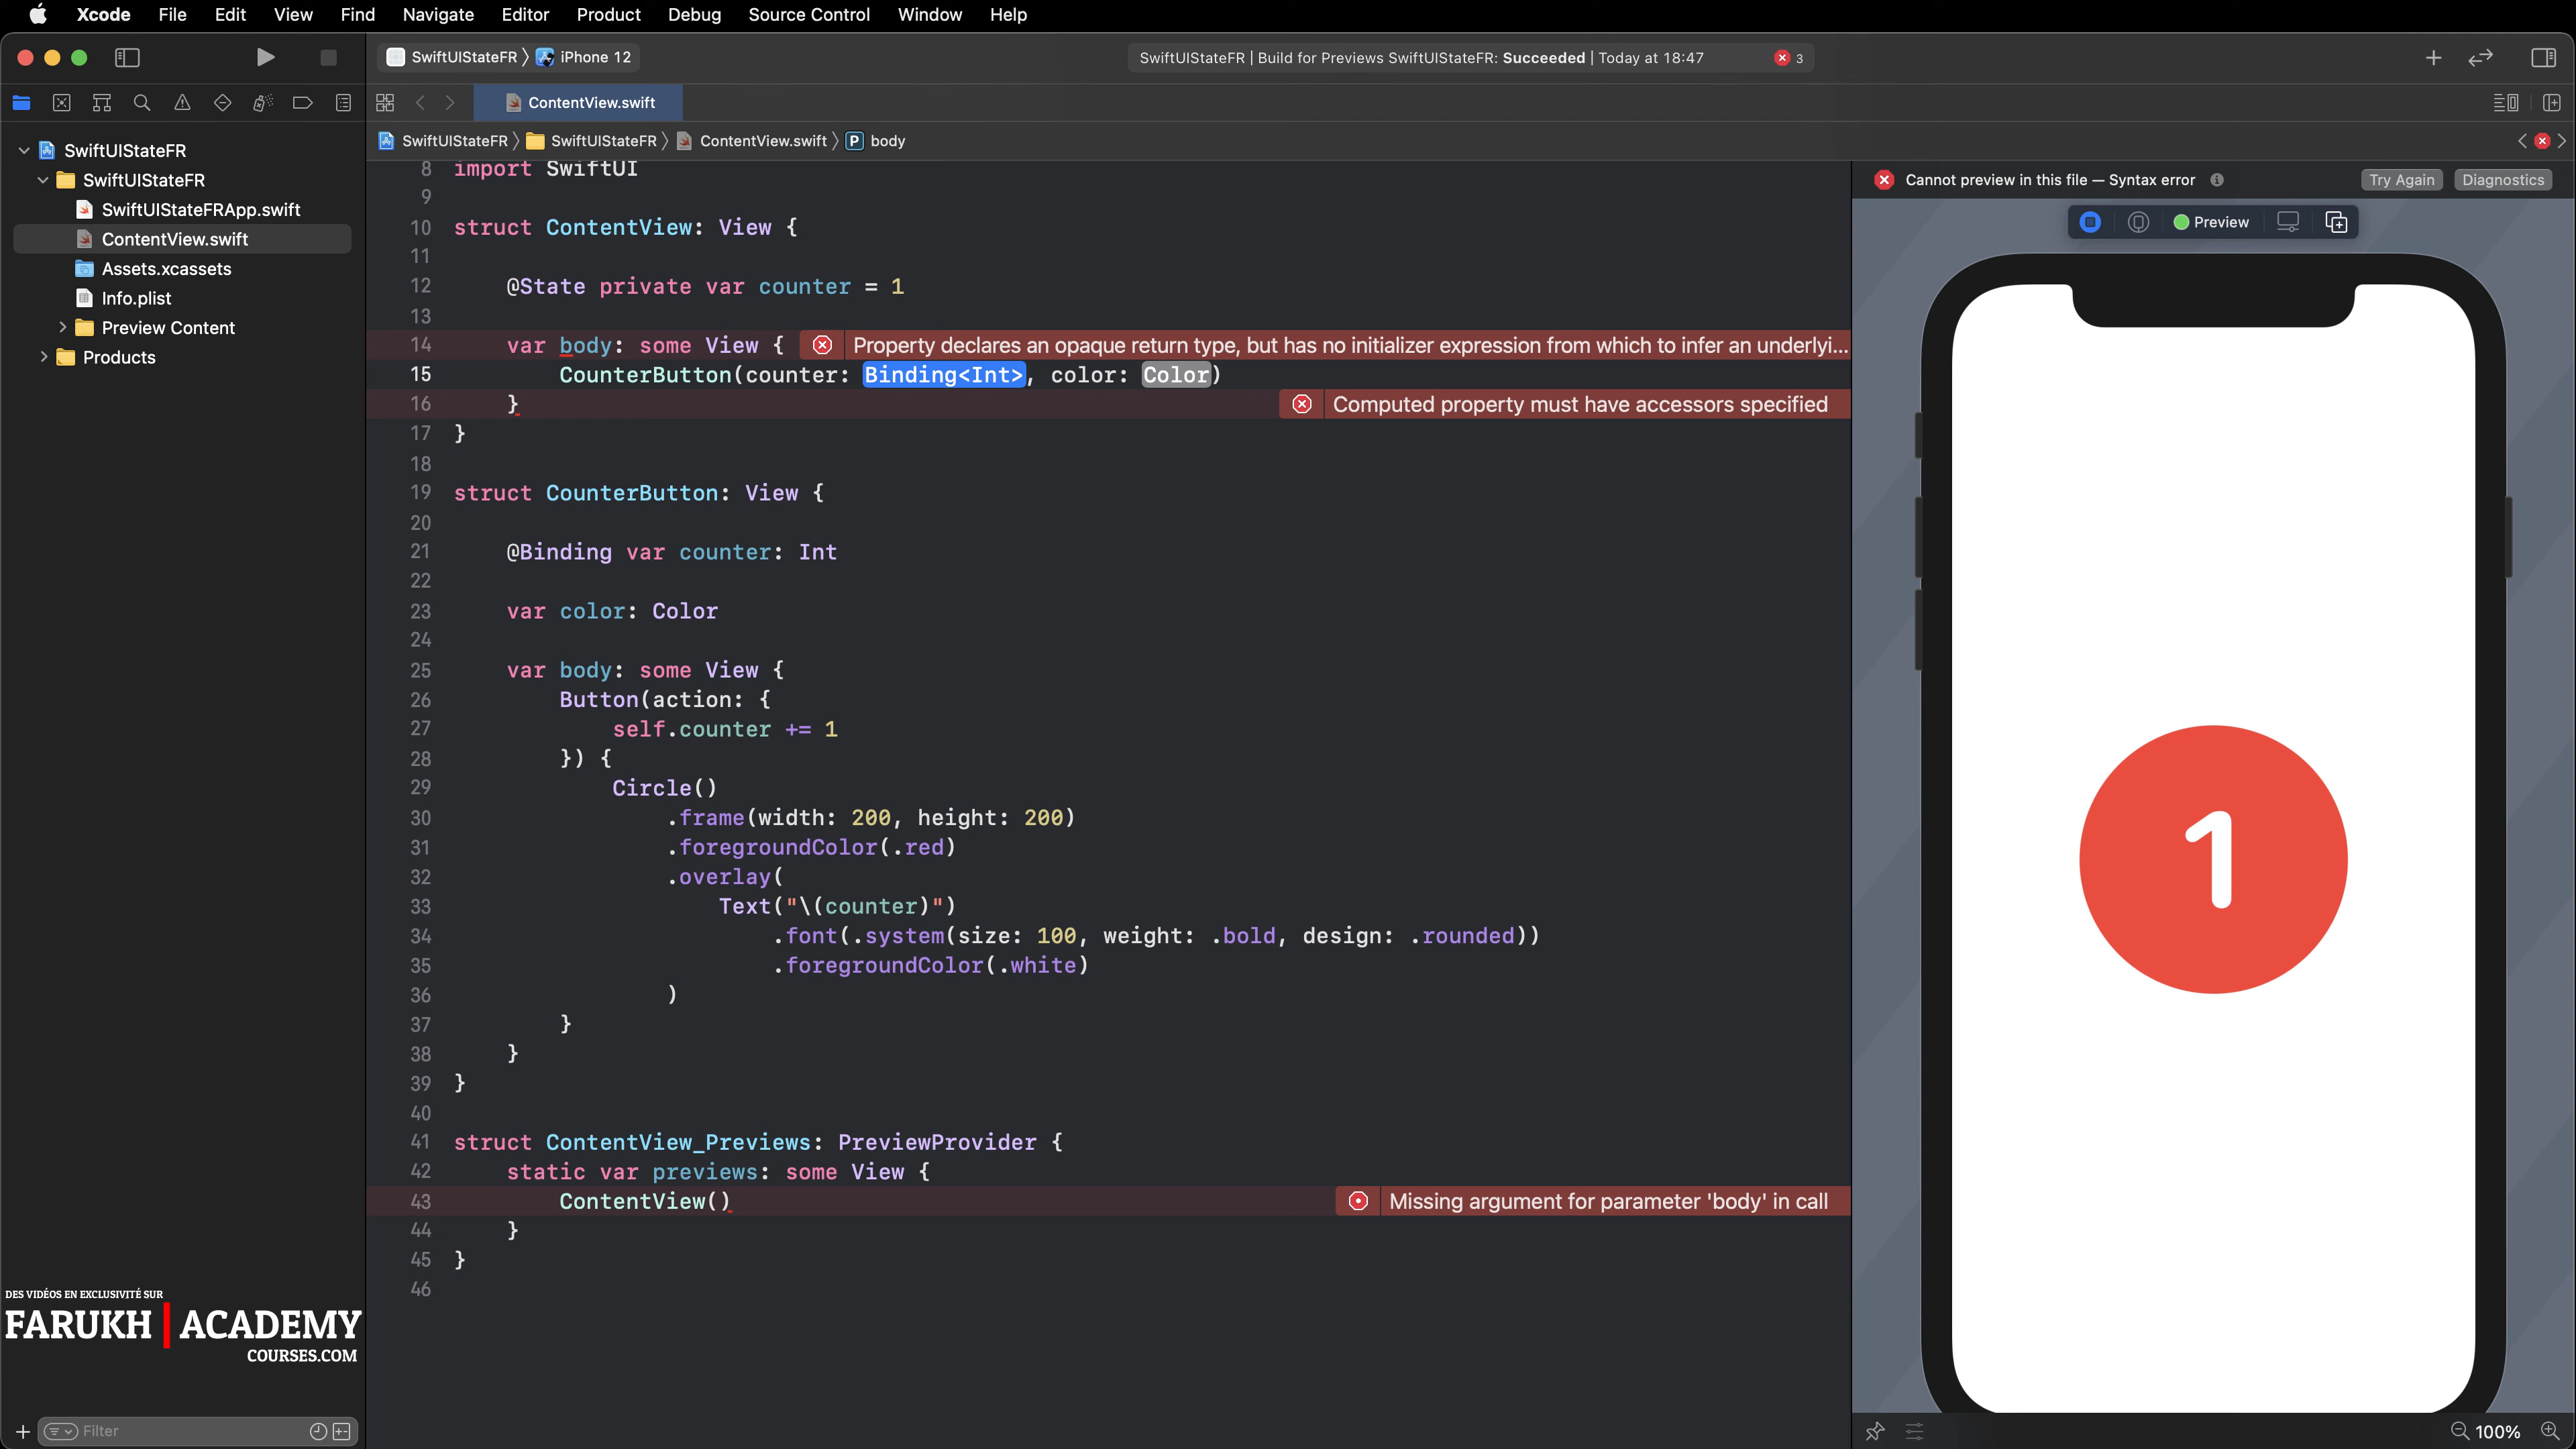 Xcode File Edit View Find Navigate Editor Product Debug Source Control Window Help
SwiftUIStateFR iPhone 12
SwiftUIStateFR | Build for Previews SwiftUIStateFR: Succeeded | Today at 18:47
3
ContentView.swift
SwiftUIStateFR SwiftUIStateFR ContentView.swift P body
SwiftUIStateFR
SwiftUIStateFR
SwiftUIStateFRApp.swift
ContentView.swift
Assets.xcassets
Info.plist
Preview Content
Products
8 import SwiftUI
9
10 struct ContentView: View {
11
12 @State private var counter = 1
13
14 var body: some View { Property declares an opaque return type, but has no initializer expression from which to infer an underlyi...
15 CounterButton(counter: Binding<Int>, color: Color)
16 } Computed property must have accessors specified
17 }
18
19 struct CounterButton: View {
20
21 @Binding var counter: Int
22
23 var color: Color
24
25 var body: some View {
26 Button(action: {
27 self.counter += 1
28 }) {
29 Circle()
30 .frame(width: 200, height: 200)
31 .foregroundColor(.red)
32 .overlay(
33 Text("\(counter)")
34 .font(.system(size: 100, weight: .bold, design: .rounded))
35 .foregroundColor(.white)
36 )
37 }
38 }
39 }
40
41 struct ContentView_Previews: PreviewProvider {
42 static var previews: some View {
43 ContentView() Missing argument for parameter 'body' in call
44 }
45 }
46
Cannot preview in this file — Syntax error
Try Again Diagnostics
Preview
1
DES VIDÉOS EN EXCLUSIVITÉ SUR
FARUKH | ACADEMY
COURSES.COM
Filter
100%